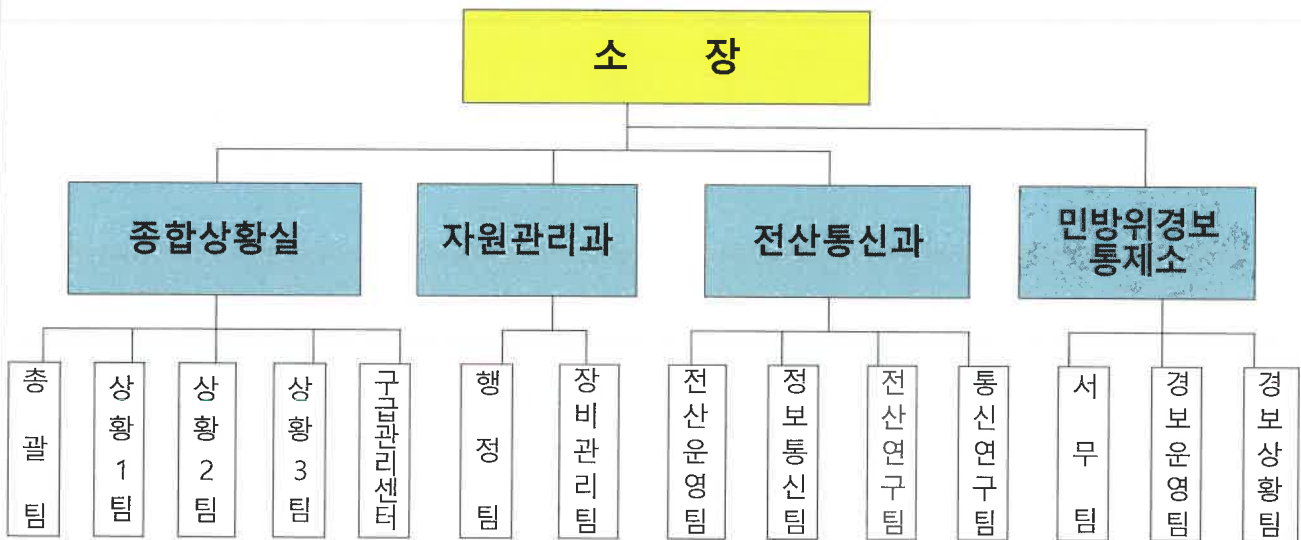 소 장
종합상황실
자원관리과
전산통신과
민방위경보
통제소
총괄팀
상황1팀
상황2팀
상황3팀
구급관리센터
행정팀
장비관리팀
전산운영팀
정보통신팀
전산연구팀
통신연구팀
서무팀
경보운영팀
경보상황팀